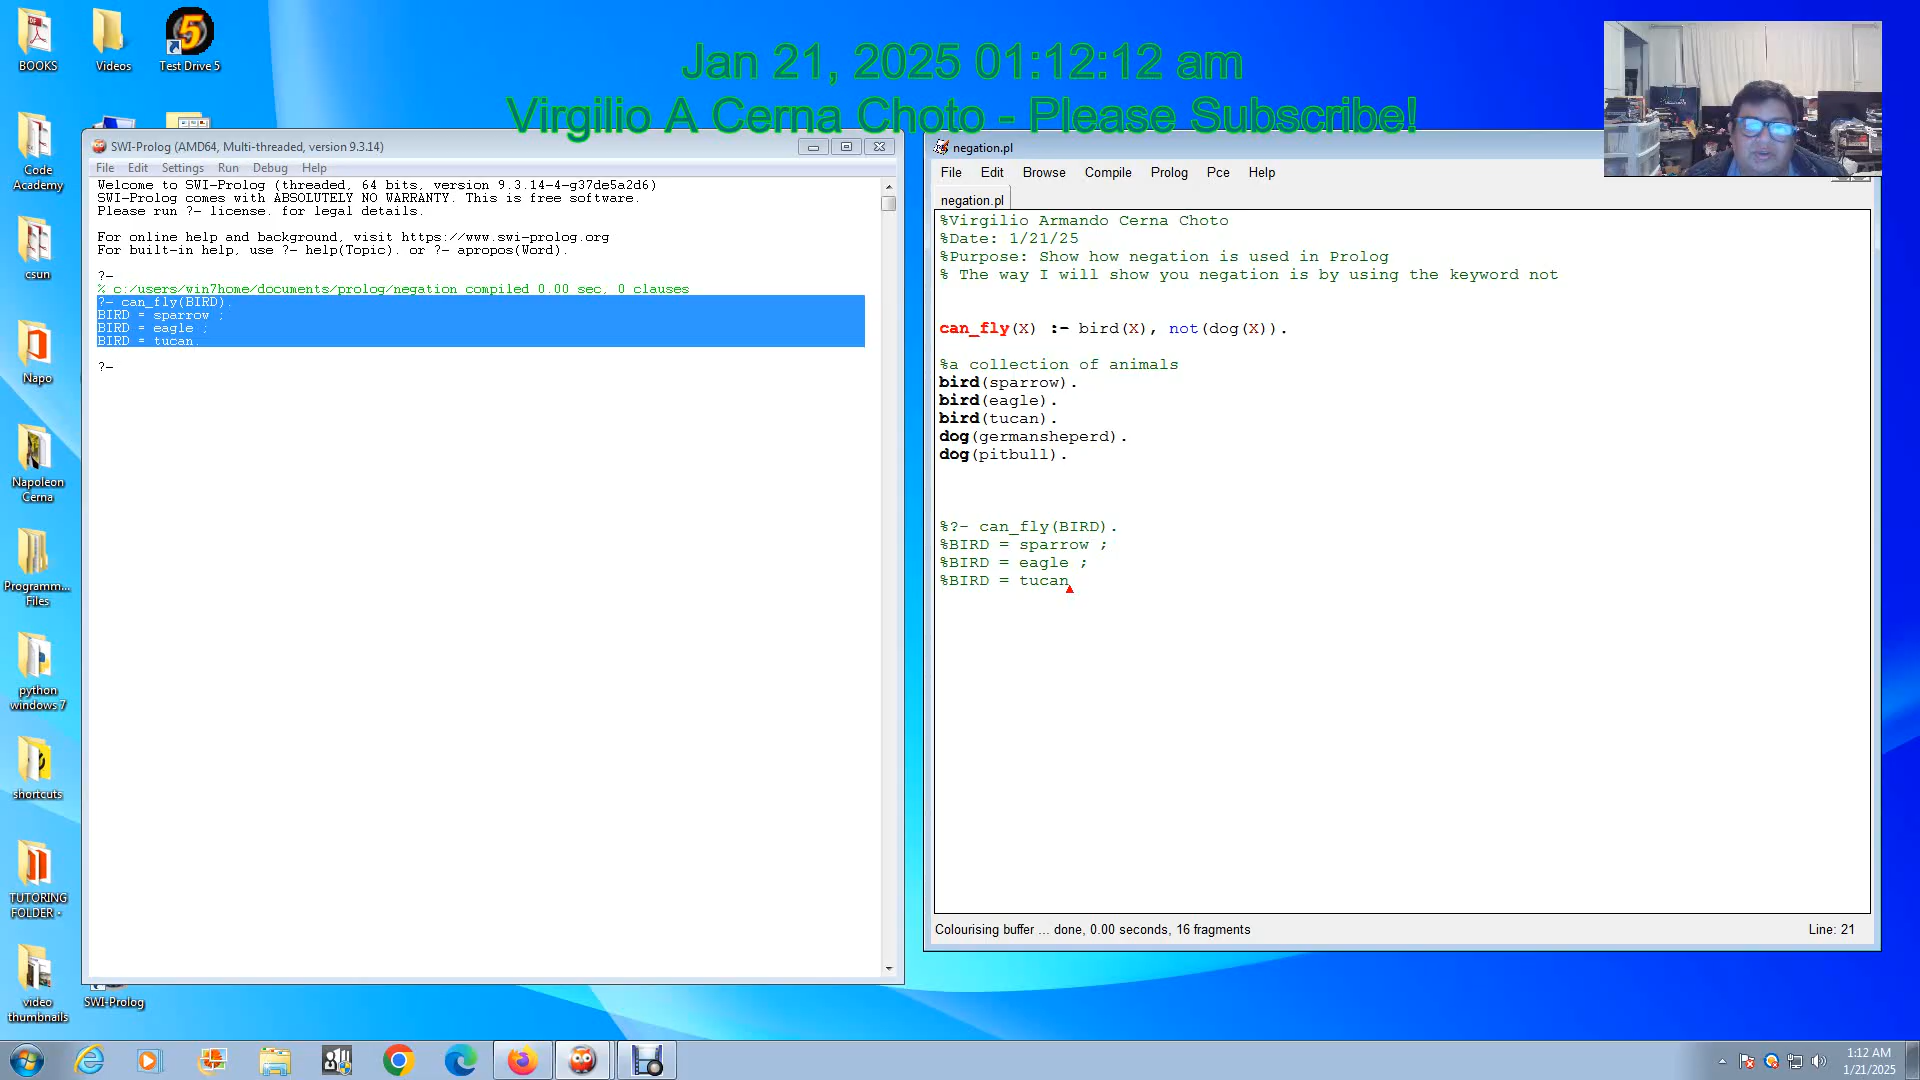 BOOKS
Videos
Test Drive 5
Jan 21, 2025 01:12:12 am
Virgilio A Cerna Choto - Please Subscribe!
Code
Academy
csun
Napo
Napoleon
Cerna
Programm...
Files
python
windows 7
shortcuts
TUTORING
FOLDER -
video
thumbnails
SWI-Prolog
SWI-Prolog (AMD64, Multi-threaded, version 9.3.14)
File Edit Settings Run Debug Help
Welcome to SWI-Prolog (threaded, 64 bits, version 9.3.14-4-g37de5a2d6)
SWI-Prolog comes with ABSOLUTELY NO WARRANTY. This is free software.
Please run ?- license. for legal details.
For online help and background, visit https://www.swi-prolog.org
For built-in help, use ?- help(Topic). or ?- apropos(Word).
?-
% c:/users/win7home/documents/prolog/negation compiled 0.00 sec, 0 clauses
?- can_fly(BIRD).
BIRD = sparrow ;
BIRD = eagle ;
BIRD = tucan.
?-
negation.pl
File Edit Browse Compile Prolog Pce Help
negation.pl
%Virgilio Armando Cerna Choto
%Date: 1/21/25
%Purpose: Show how negation is used in Prolog
% The way I will show you negation is by using the keyword not
can_fly(X) :- bird(X), not(dog(X)).
%a collection of animals
bird(sparrow).
bird(eagle).
bird(tucan).
dog(germansheperd).
dog(pitbull).
%?- can_fly(BIRD).
%BIRD = sparrow ;
%BIRD = eagle ;
%BIRD = tucan
Colourising buffer ... done, 0.00 seconds, 16 fragments
Line: 21
1:12 AM
1/21/2025